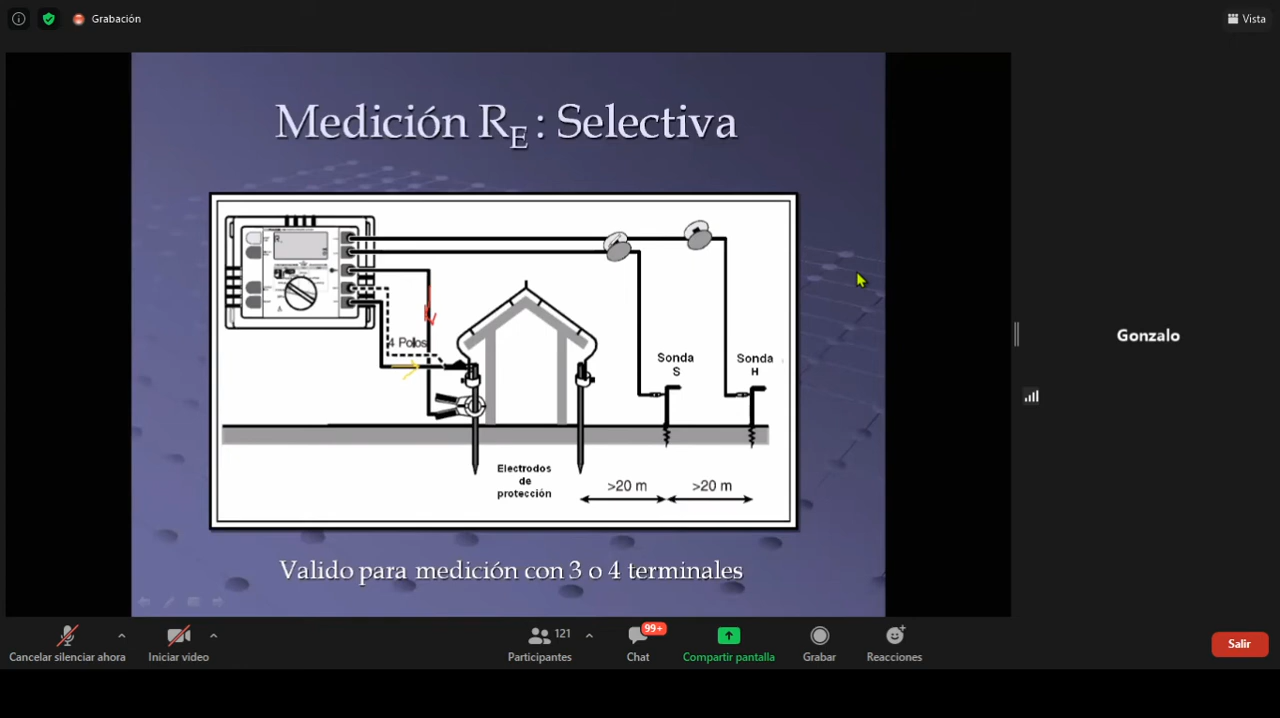 Grabación
Vista
Medición RE : Selectiva
4 Polos
Sonda
S
Sonda
H
Electrodos
de
protección
>20 m
>20 m
Valido para medición con 3 o 4 terminales
Gonzalo
Cancelar silenciar ahora
Iniciar video
121
Participantes
99+
Chat
Compartir pantalla
Grabar
Reacciones
Salir